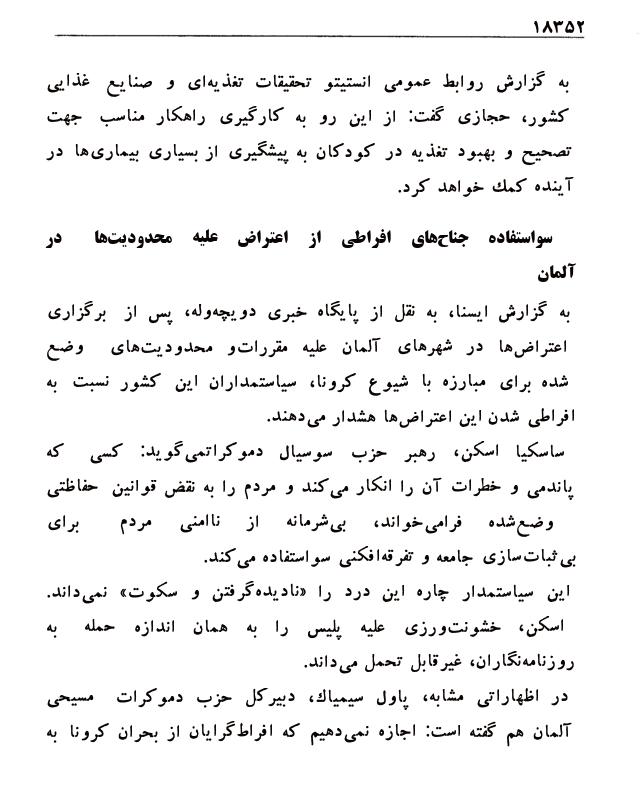 ۱۸۳۵۲
به گزارش روابط عمومی انستیتو تحقیقات تغذیه‌ای و صنایع غذایی
کشور، حجازی گفت: از این رو به کارگیری راهکار مناسب جهت
تصحیح و بهبود تغذیه در کودکان به پیشگیری از بسیاری بیماری‌ها در
آینده کمك خواهد کرد.
سواستفاده جناح‌های افراطی از اعتراض علیه محدودیت‌ها در
آلمان
به گزارش ایسنا، به نقل از پایگاه خبری دویچه‌وله، پس از برگزاری
اعتراض‌ها در شهرهای آلمان علیه مقررات‌و محدودیت‌های وضع
شده برای مبارزه با شیوع کرونا، سیاستمداران این کشور نسبت به
افراطی شدن این اعتراض‌ها هشدار می‌دهند.
ساسکیا اسکن، رهبر حزب سوسیال دموکراتمی‌گوید: کسی که
پاندمی و خطرات آن را انکار می‌کند و مردم را به نقض قوانین حفاظتی
وضع‌شده فرامی‌خواند، بی‌شرمانه از ناامنی مردم برای
بی‌ثبات‌سازی جامعه و تفرقه‌افکنی سواستفاده می‌کند.
این سیاستمدار چاره این درد را «نادیده‌گرفتن و سکوت» نمی‌داند.
اسکن، خشونت‌ورزی علیه پلیس را به همان اندازه حمله به
روزنامه‌نگاران، غیرقابل تحمل می‌داند.
در اظهاراتی مشابه، پاول سیمیاك، دبیرکل حزب دموکرات مسیحی
آلمان هم گفته است: اجازه نمی‌دهیم که افراط‌گرایان از بحران کرونا به